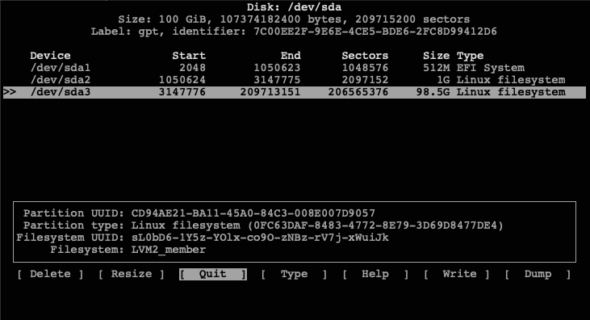 Disk: /dev/sda
Size: 100 GiB, 107374182400 bytes, 209715200 sectors
Label: gpt, identifier: 7C00EE2F-9E6E-4CE5-BDE6-2FC8D99412D6
Device Start End Sectors Size Type
/dev/sda1 2048 1050623 1048576 512M EFI System
/dev/sda2 1050624 3147775 2097152 1G Linux filesystem
>> /dev/sda3 3147776 209713151 206565376 98.5G Linux filesystem
Partition UUID: CD94AE21-BA11-45A0-84C3-008E007D9057
Partition type: Linux filesystem (0FC63DAF-8483-4772-8E79-3D69D8477DE4)
Filesystem UUID: sL0bD6-1Y5z-YOlx-co9O-zNBz-rV7j-xWuiJk
Filesystem: LVM2_member
[ Delete ] [ Resize ] [ Quit ] [ Type ] [ Help ] [ Write ] [ Dump ]